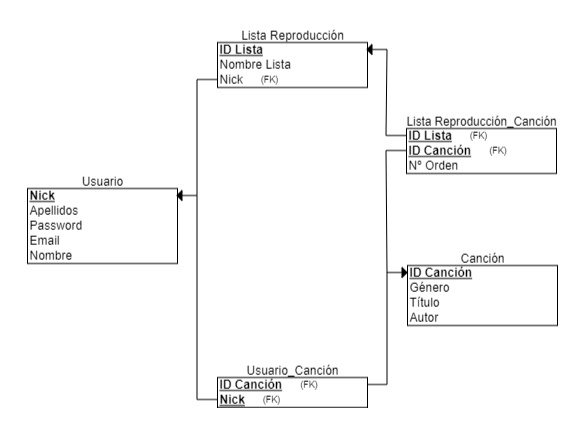 Lista Reproducción
ID Lista
Nombre Lista
Nick (FK)
Lista Reproducción_Canción
ID Lista (FK)
ID Canción (FK)
Nº Orden
Usuario
Nick
Apellidos
Password
Email
Nombre
Canción
ID Canción
Género
Título
Autor
Usuario_Canción
ID Canción (FK)
Nick (FK)